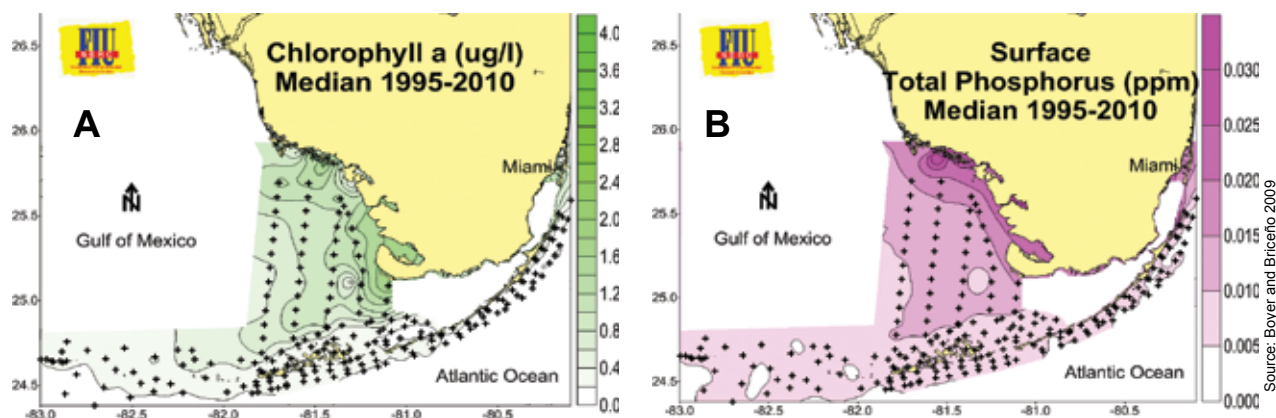 FIU
Chlorophyll a (ug/l)
Median 1995-2010
A
Miami
N
Gulf of Mexico
Atlantic Ocean
26.5
26.0
25.5
25.0
24.5
-83.0
-82.5
-82.0
-81.5
-81.0
4.0
3.6
3.2
2.8
2.4
2.0
1.6
1.2
0.8
0.4
0.0
FIU
Surface
Total Phosphorus (ppm)
Median 1995-2010
B
Miami
N
Gulf of Mexico
Atlantic Ocean
26.5
26.0
25.5
25.0
24.5
-83.0
-82.5
-82.0
-81.5
-81.0
0.030
0.025
0.020
0.015
0.010
0.005
0.000
Source: Boyer and Briceño 2009